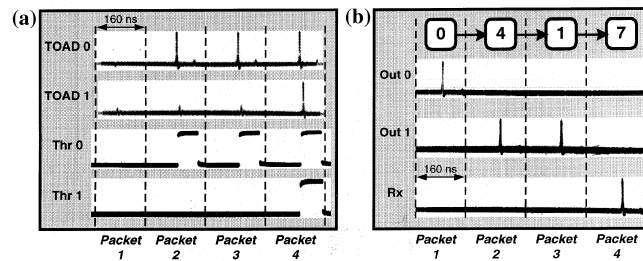 (a)
160 ns
TOAD 0
TOAD 1
Thr 0
Thr 1
Packet 1
Packet 2
Packet 3
Packet 4
(b)
0 4 1 7
Out 0
Out 1
160 ns
Rx
Packet 1
Packet 2
Packet 3
Packet 4